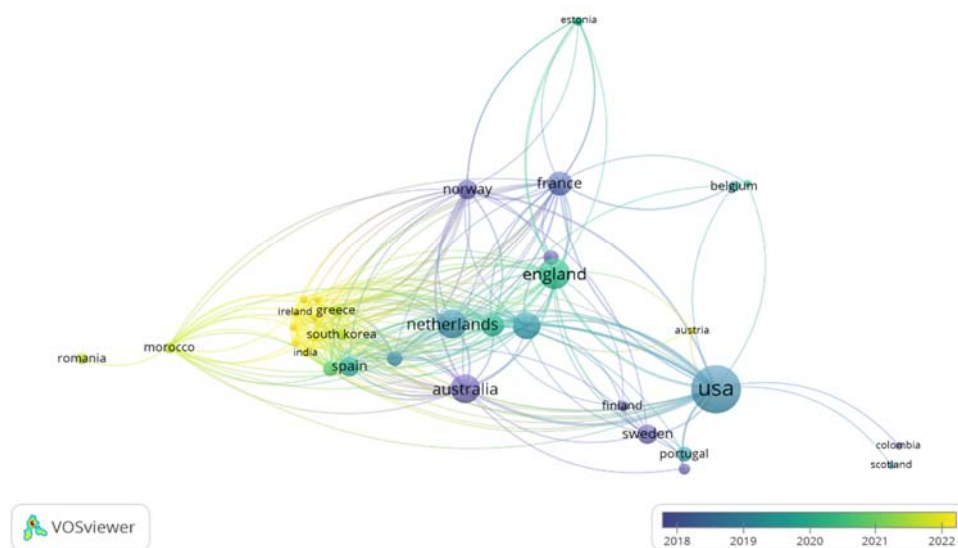 estonia
norway
france
belgium
england
ireland greece
netherlands
south korea
austria
morocco
india
romania
spain
australia
usa
finland
sweden
colombia
portugal
scotland
VOSviewer
2018 2019 2020 2021 2022